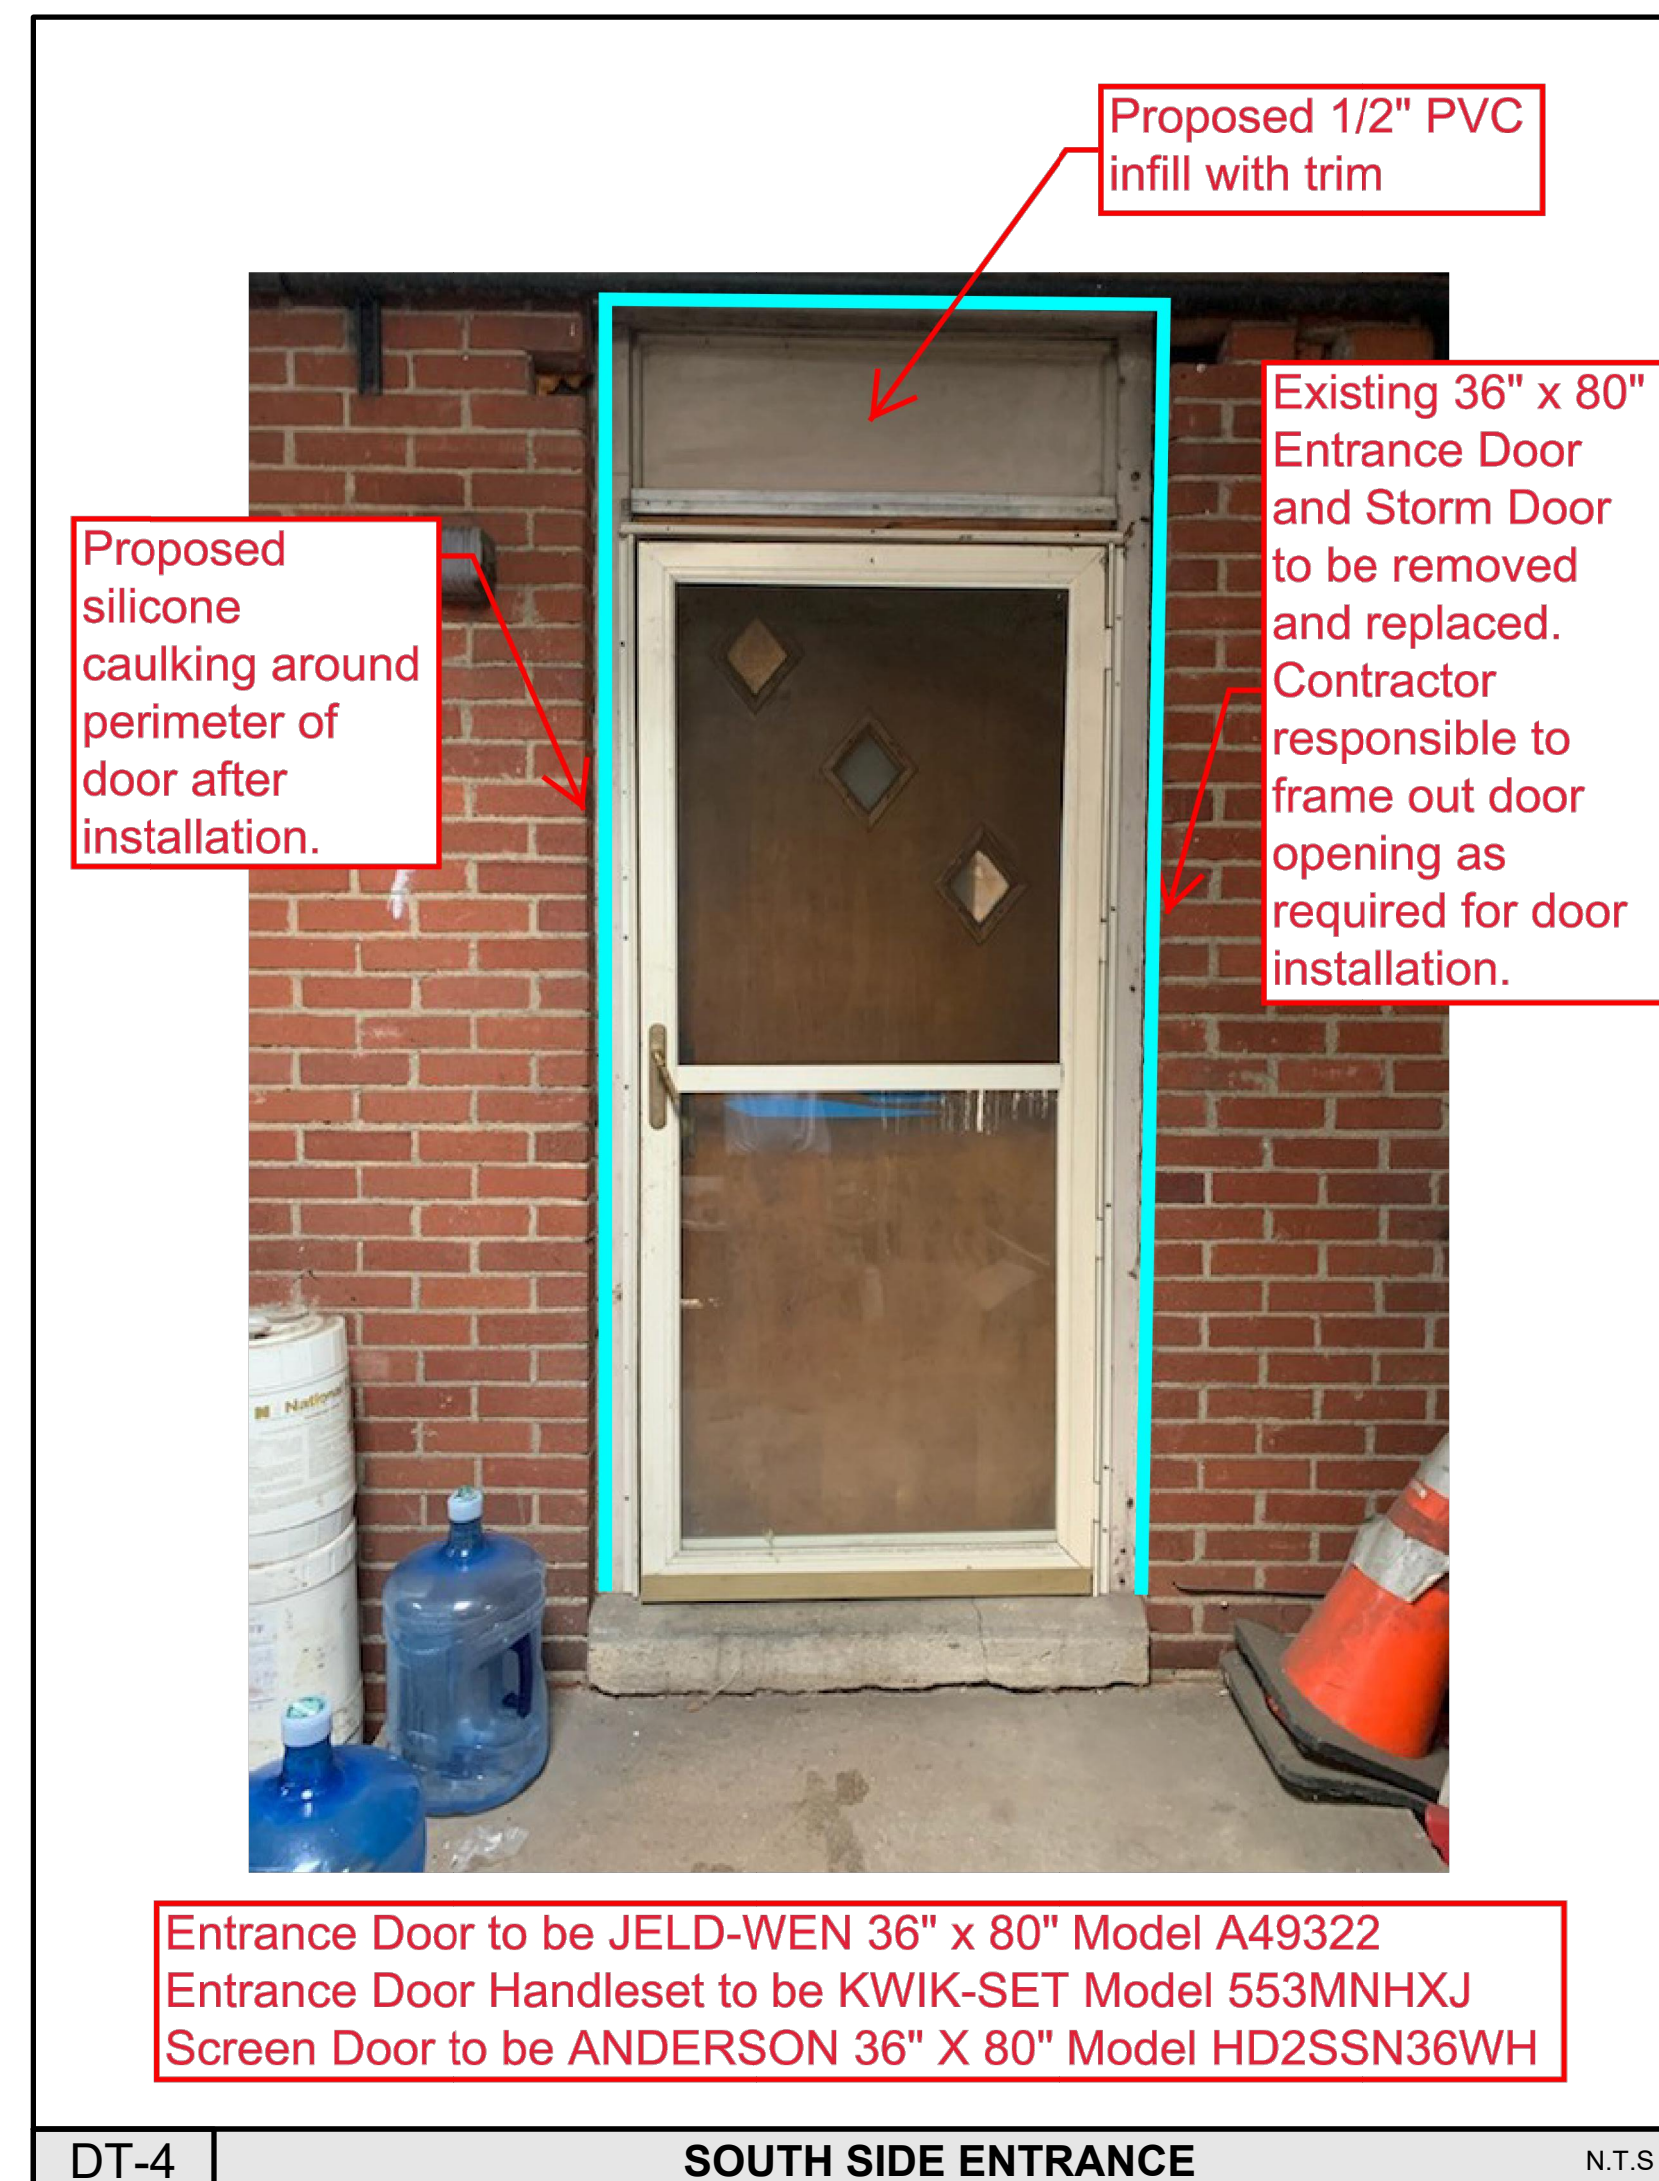 Proposed 1/2" PVC
infill with trim
Existing 36" x 80"
Entrance Door
and Storm Door
to be removed
and replaced.
Contractor
responsible to
frame out door
opening as
required for door
installation.
Proposed
silicone
caulking around
perimeter of
door after
installation.
National
Entrance Door to be JELD-WEN 36" x 80" Model A49322
Entrance Door Handleset to be KWIK-SET Model 553MNHXJ
Screen Door to be ANDERSON 36" X 80" Model HD2SSN36WH
DT-4
SOUTH SIDE ENTRANCE
N.T.S